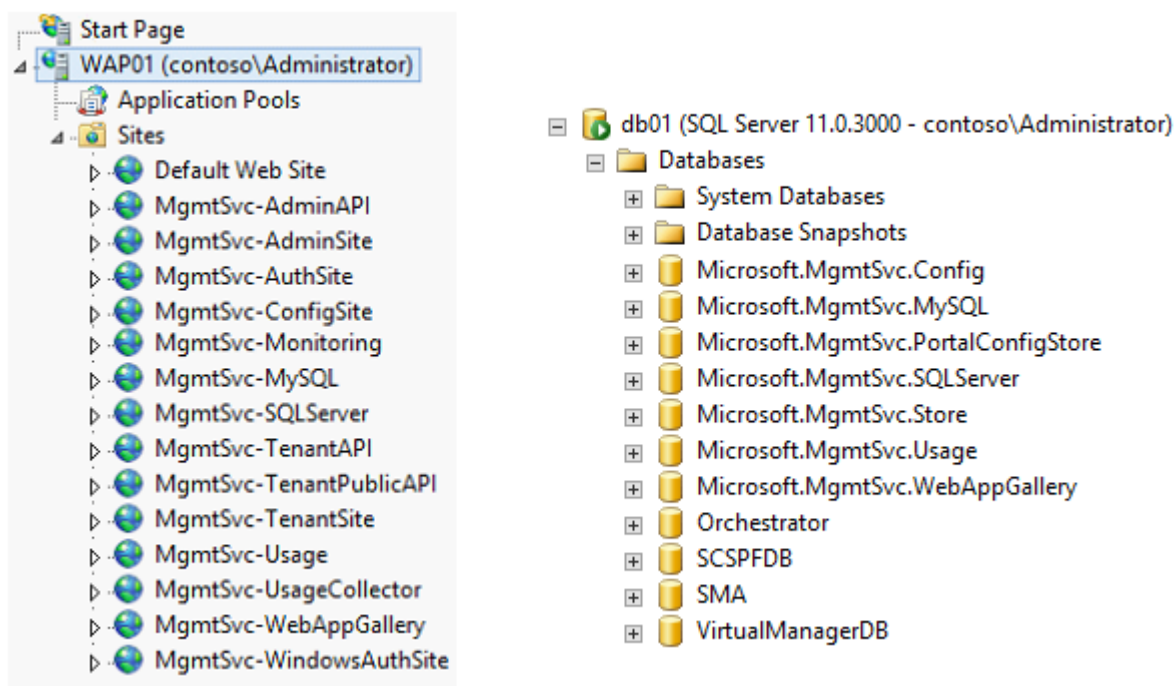 Start Page
WAP01 (contoso\Administrator)
Application Pools
Sites
Default Web Site
MgmtSvc-AdminAPI
MgmtSvc-AdminSite
MgmtSvc-AuthSite
MgmtSvc-ConfigSite
MgmtSvc-Monitoring
MgmtSvc-MySQL
MgmtSvc-SQLServer
MgmtSvc-TenantAPI
MgmtSvc-TenantPublicAPI
MgmtSvc-TenantSite
MgmtSvc-Usage
MgmtSvc-UsageCollector
MgmtSvc-WebAppGallery
MgmtSvc-WindowsAuthSite
db01 (SQL Server 11.0.3000 - contoso\Administrator)
Databases
System Databases
Database Snapshots
Microsoft.MgmtSvc.Config
Microsoft.MgmtSvc.MySQL
Microsoft.MgmtSvc.PortalConfigStore
Microsoft.MgmtSvc.SQLServer
Microsoft.MgmtSvc.Store
Microsoft.MgmtSvc.Usage
Microsoft.MgmtSvc.WebAppGallery
Orchestrator
SCSPFDB
SMA
VirtualManagerDB